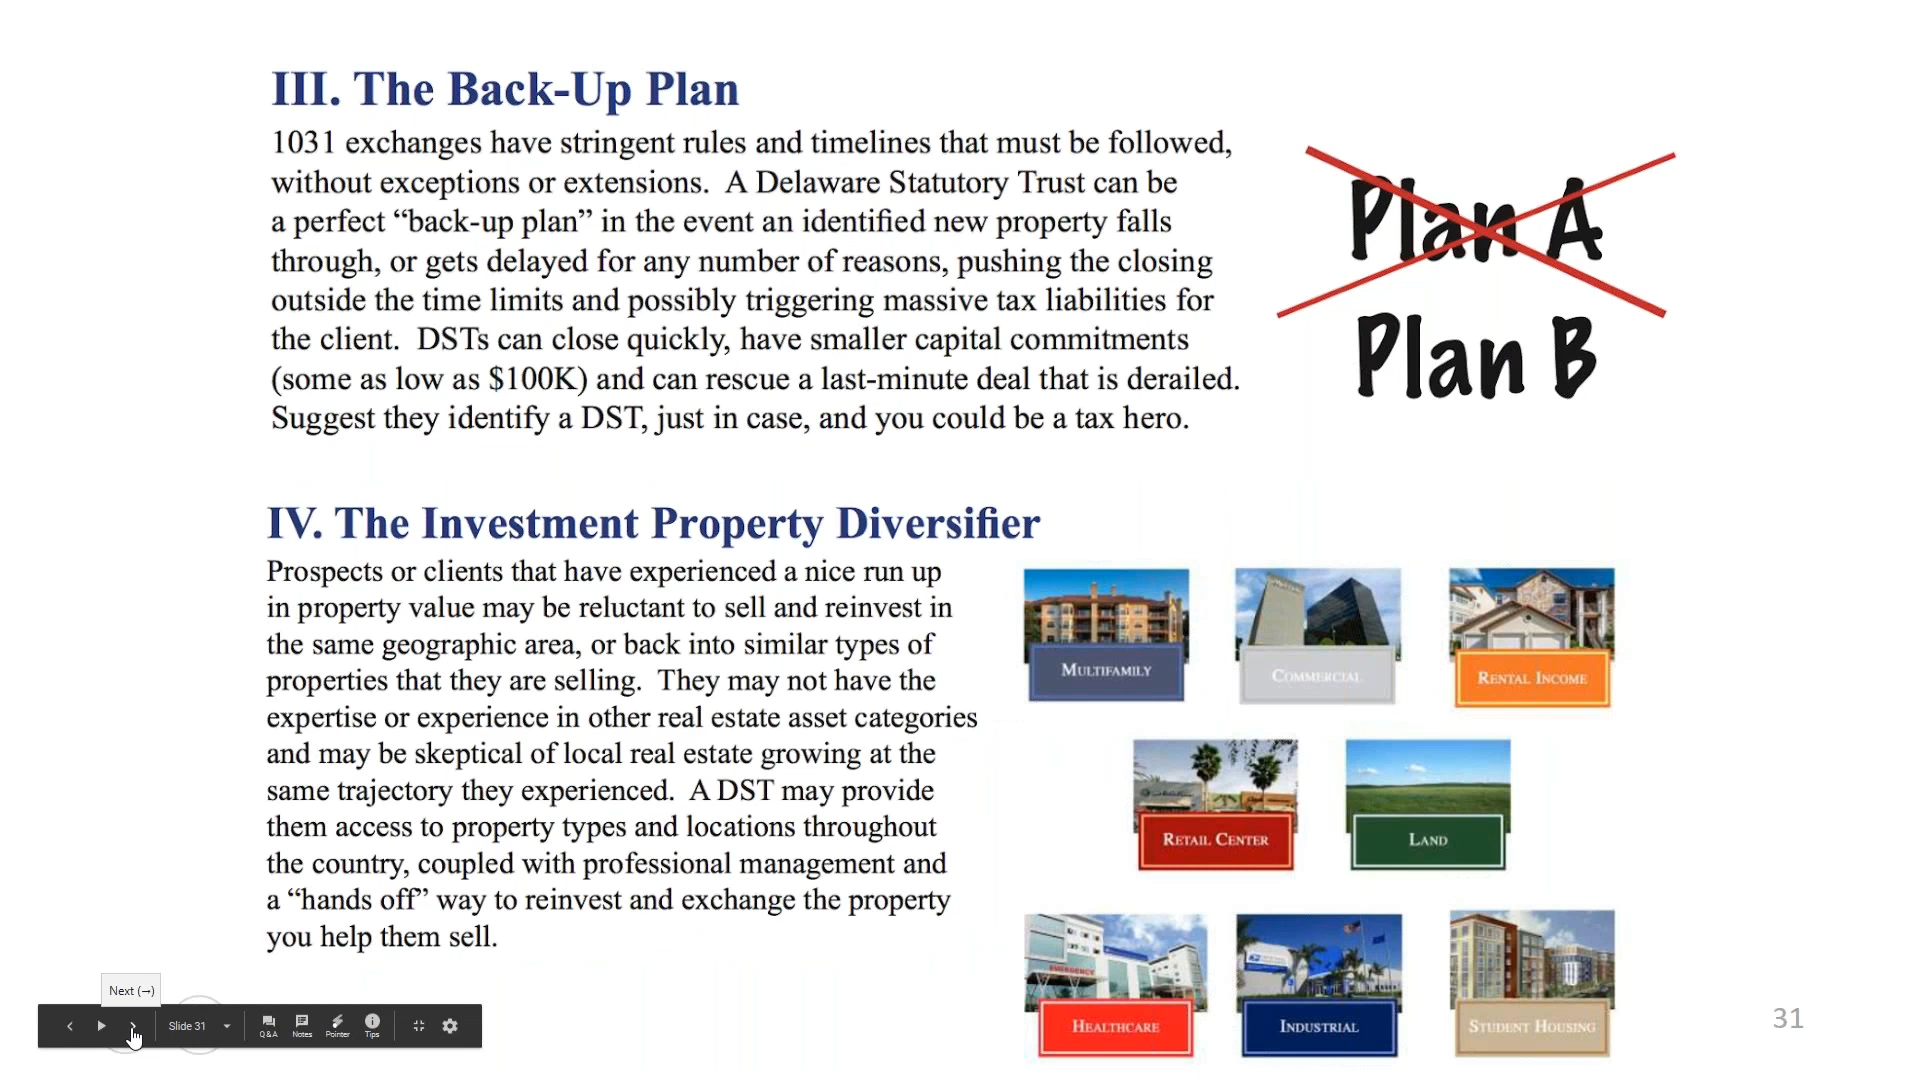 III. The Back-Up Plan
1031 exchanges have stringent rules and timelines that must be followed,
without exceptions or extensions.  A Delaware Statutory Trust can be
a perfect “back-up plan” in the event an identified new property falls
through, or gets delayed for any number of reasons, pushing the closing
outside the time limits and possibly triggering massive tax liabilities for
the client.  DSTs can close quickly, have smaller capital commitments
(some as low as $100K) and can rescue a last-minute deal that is derailed.
Suggest they identify a DST, just in case, and you could be a tax hero.
Plan A
Plan B
IV. The Investment Property Diversifier
Prospects or clients that have experienced a nice run up
in property value may be reluctant to sell and reinvest in
the same geographic area, or back into similar types of
properties that they are selling.  They may not have the
expertise or experience in other real estate asset categories
and may be skeptical of local real estate growing at the
same trajectory they experienced.  A DST may provide
them access to property types and locations throughout
the country, coupled with professional management and
a “hands off” way to reinvest and exchange the property
you help them sell.
MULTIFAMILY
COMMERCIAL
RENTAL INCOME
RETAIL CENTER
LAND
EMERGENCY
HEALTHCARE
INDUSTRIAL
STUDENT HOUSING
31
Next (→)
Slide 31
Q&A
Notes
Pointer
Tips